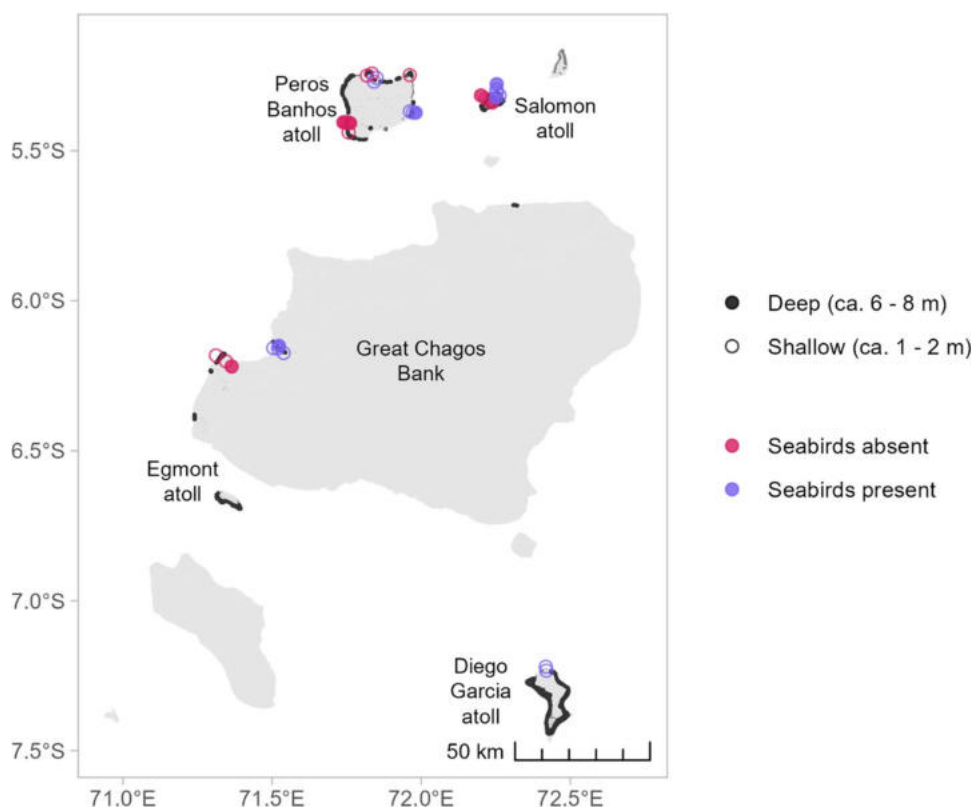 Peros
Banhos
atoll
Salomon
atoll
5.5°S
6.0°S
Great Chagos
Bank
Deep (ca. 6 - 8 m)
Shallow (ca. 1 - 2 m)
Seabirds absent
Seabirds present
6.5°S
Egmont
atoll
7.0°S
Diego
Garcia
atoll
50 km
7.5°S
71.0°E 71.5°E 72.0°E 72.5°E